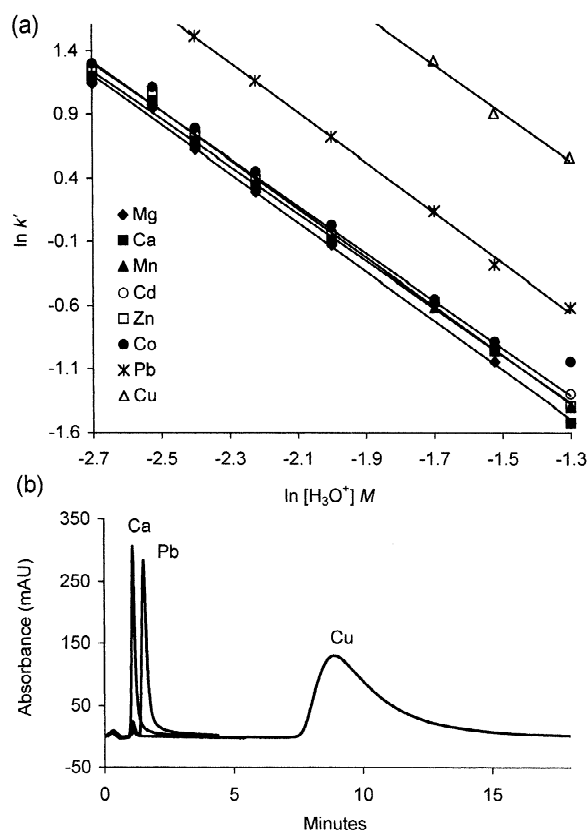 (a)
1.4
0.9
0.4
-0.1
-0.6
-1.1
-1.6
ln k′
Mg
Ca
Mn
Cd
Zn
Co
Pb
Cu
-2.7 -2.5 -2.3 -2.1 -1.9 -1.7 -1.5 -1.3
ln [H₃O⁺] M
(b)
350
250
150
50
-50
Absorbance (mAU)
Ca
Pb
Cu
0 5 10 15
Minutes